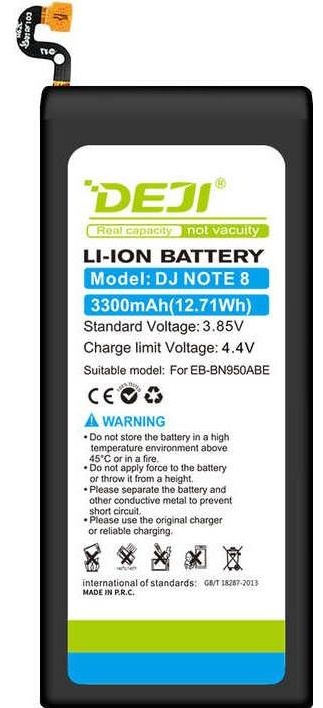 DEJI®
Real capacity not vacuity
LI-ION BATTERY
Model: DJ NOTE 8
3300mAh(12.71Wh)
Standard Voltage: 3.85V
Charge limit Voltage: 4.4V
Suitable model: For EB-BN950ABE
CE
WARNING
• Do not store the battery in a high
temperature environment above
45°C or in a fire.
• Do not apply force to the battery
or throw it from a height.
• Please separate the battery and
other conductive metal to prevent
short circuit.
• Please use the original charger
or reliable charging.
international of standards: GB/T 18287-2013
MADE IN P.R.C.